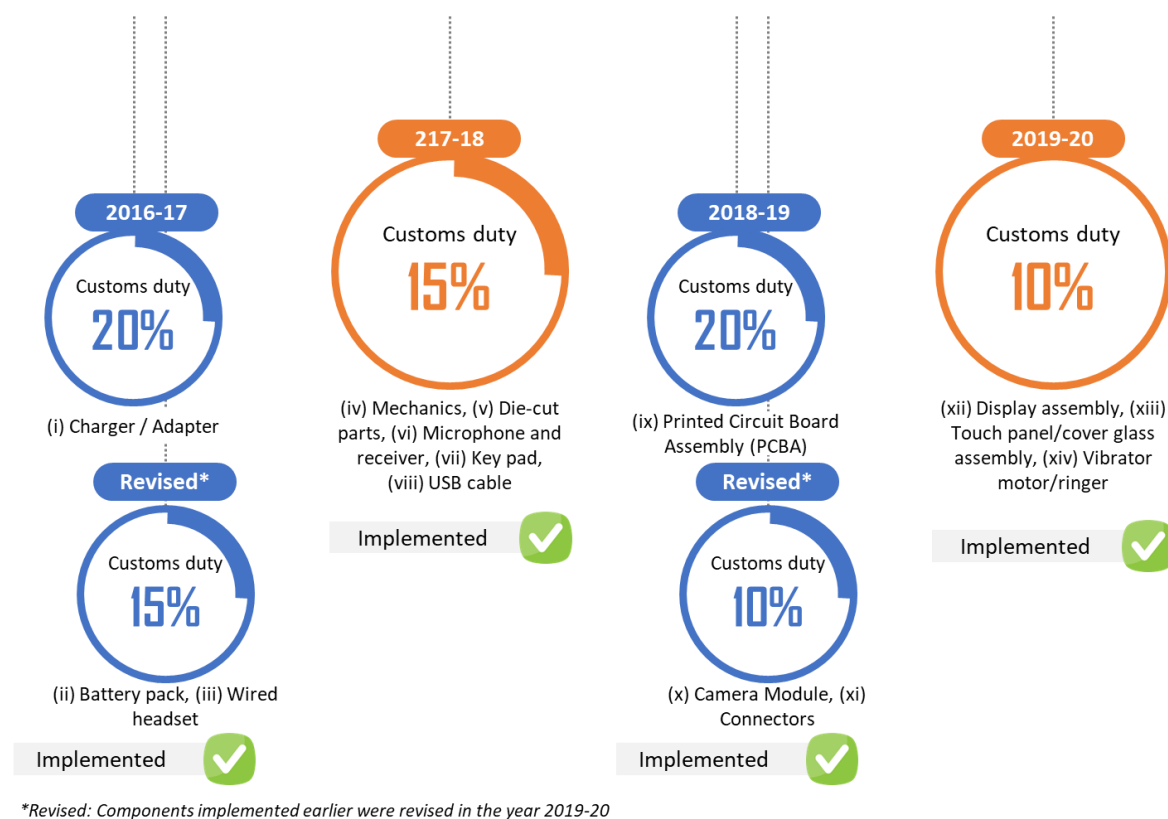 2016-17
Customs duty
20%
(i) Charger / Adapter
Revised*
Customs duty
15%
(ii) Battery pack, (iii) Wired
headset
Implemented
217-18
Customs duty
15%
(iv) Mechanics, (v) Die-cut
parts, (vi) Microphone and
receiver, (vii) Key pad,
(viii) USB cable
Implemented
2018-19
Customs duty
20%
(ix) Printed Circuit Board
Assembly (PCBA)
Revised*
Customs duty
10%
(x) Camera Module, (xi)
Connectors
Implemented
2019-20
Customs duty
10%
(xii) Display assembly, (xiii)
Touch panel/cover glass
assembly, (xiv) Vibrator
motor/ringer
Implemented
*Revised: Components implemented earlier were revised in the year 2019-20